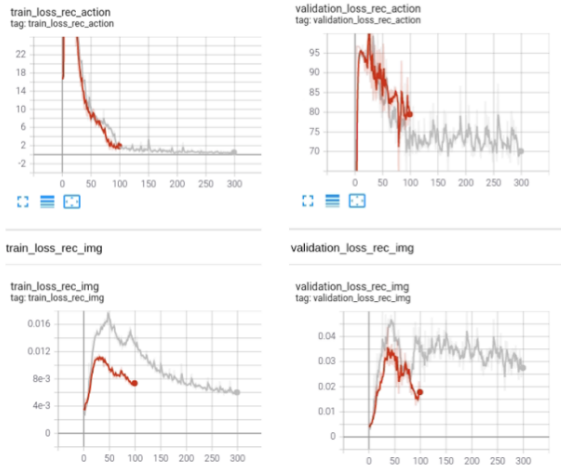 train_loss_rec_action
tag: train_loss_rec_action
22
18
14
10
6
2
-2
0 50 100 150 200 250 300
validation_loss_rec_action
tag: validation_loss_rec_action
95
90
85
80
75
70
0 50 100 150 200 250 300
train_loss_rec_img
validation_loss_rec_img
train_loss_rec_img
tag: train_loss_rec_img
0.016
0.012
8e-3
4e-3
0
0 50 100 150 200 250 300
validation_loss_rec_img
tag: validation_loss_rec_img
0.04
0.03
0.02
0.01
0
0 50 100 150 200 250 300